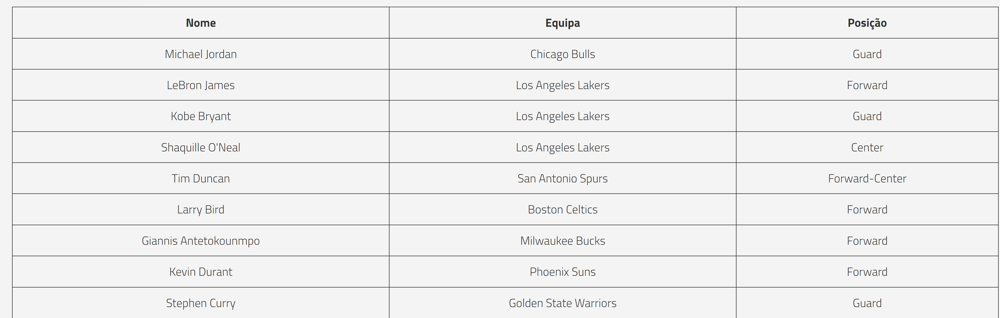 Nome Equipa Posição
Michael Jordan Chicago Bulls Guard
LeBron James Los Angeles Lakers Forward
Kobe Bryant Los Angeles Lakers Guard
Shaquille O'Neal Los Angeles Lakers Center
Tim Duncan San Antonio Spurs Forward-Center
Larry Bird Boston Celtics Forward
Giannis Antetokounmpo Milwaukee Bucks Forward
Kevin Durant Phoenix Suns Forward
Stephen Curry Golden State Warriors Guard